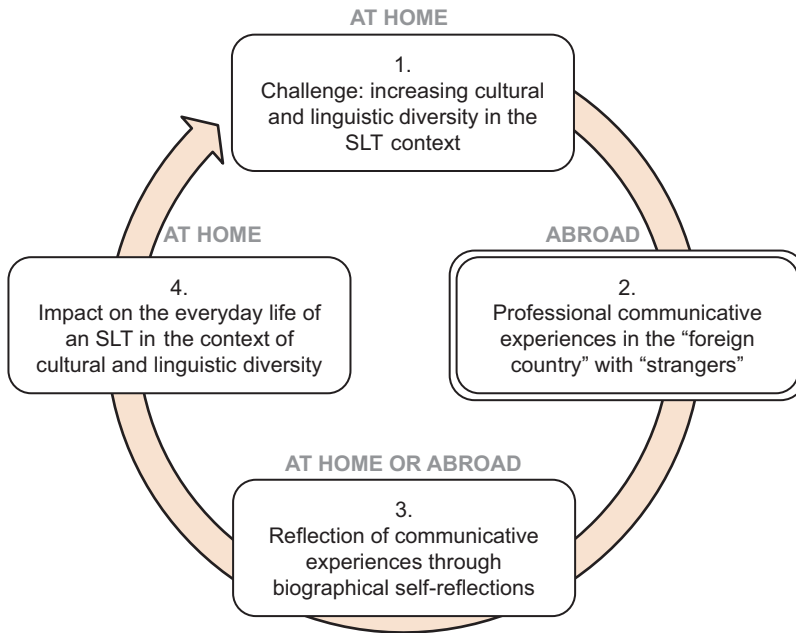 AT HOME
1.
Challenge: increasing cultural
and linguistic diversity in the
SLT context
ABROAD
2.
Professional communicative
experiences in the “foreign
country” with “strangers”
AT HOME OR ABROAD
3.
Reflection of communicative
experiences through
biographical self-reflections
AT HOME
4.
Impact on the everyday life of
an SLT in the context of
cultural and linguistic diversity